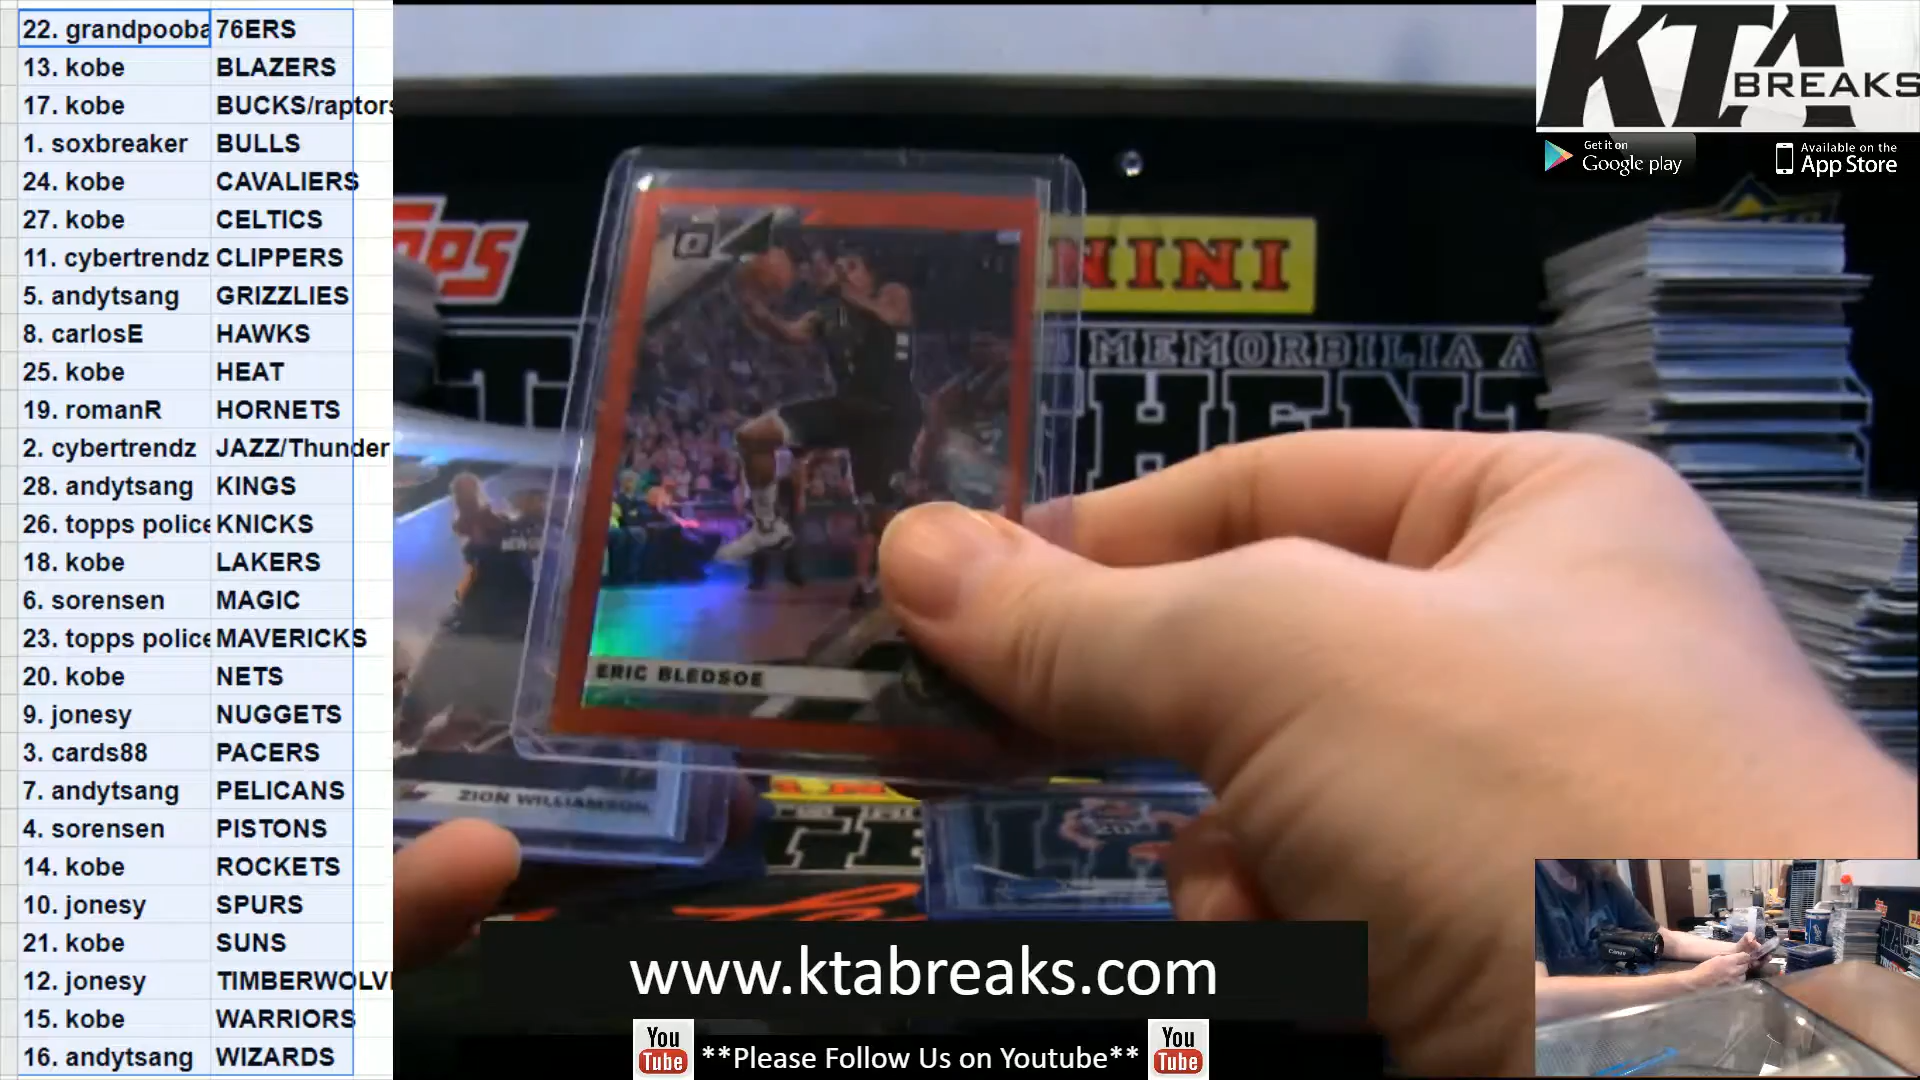 22. grandpooba 76ERS
13. kobe BLAZERS
17. kobe BUCKS/raptors
1. soxbreaker BULLS
24. kobe CAVALIERS
27. kobe CELTICS
11. cybertrendz CLIPPERS
5. andytsang GRIZZLIES
8. carlosE HAWKS
25. kobe HEAT
19. romanR HORNETS
2. cybertrendz JAZZ/Thunder
28. andytsang KINGS
26. topps police KNICKS
18. kobe LAKERS
6. sorensen MAGIC
23. topps police MAVERICKS
20. kobe NETS
9. jonesy NUGGETS
3. cards88 PACERS
7. andytsang PELICANS
4. sorensen PISTONS
14. kobe ROCKETS
10. jonesy SPURS
21. kobe SUNS
12. jonesy TIMBERWOLV
15. kobe WARRIORS
16. andytsang WIZARDS
KTA
BREAKS
Get it on
Google play
Available on the
App Store
OPPS
NINI
MEMORBILIA A
HENT
ERIC BLEDSOE
ZION WILLIAMSON
www.ktabreaks.com
You Tube **Please Follow Us on Youtube** You Tube